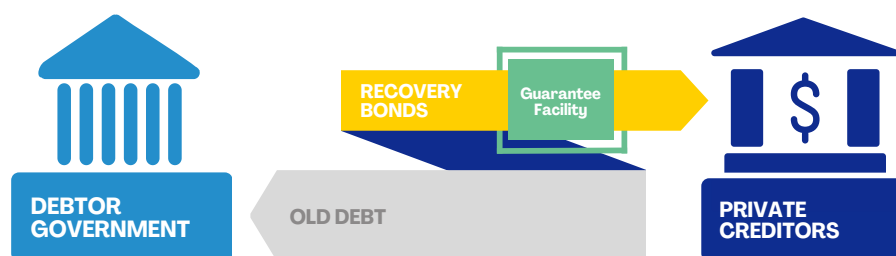 RECOVERY
BONDS
Guarantee
Facility
$
DEBTOR
GOVERNMENT
OLD DEBT
PRIVATE
CREDITORS